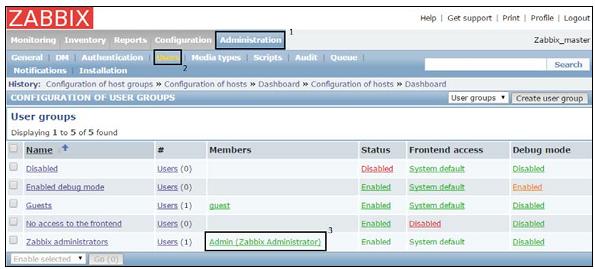 ZABBIX
Help | Get support | Print | Profile | Logout
Monitoring Inventory Reports Configuration Administration 1 Zabbix_master
General | DM | Authentication | Users | Media types | Scripts | Audit | Queue |
2
Notifications | Installation
Search
History: Configuration of host groups » Configuration of hosts » Dashboard » Configuration of hosts » Dashboard
CONFIGURATION OF USER GROUPS User groups Create user group
User groups
Displaying 1 to 5 of 5 found
Name # Members Status Frontend access Debug mode
Disabled Users (0) Disabled System default Disabled
Enabled debug mode Users (0) Enabled System default Enabled
Guests Users (1) guest Enabled System default Disabled
No access to the frontend Users (0) Enabled Disabled Disabled
3
Zabbix administrators Users (1) Admin (Zabbix Administrator) Enabled System default Disabled
Enable selected Go (0)